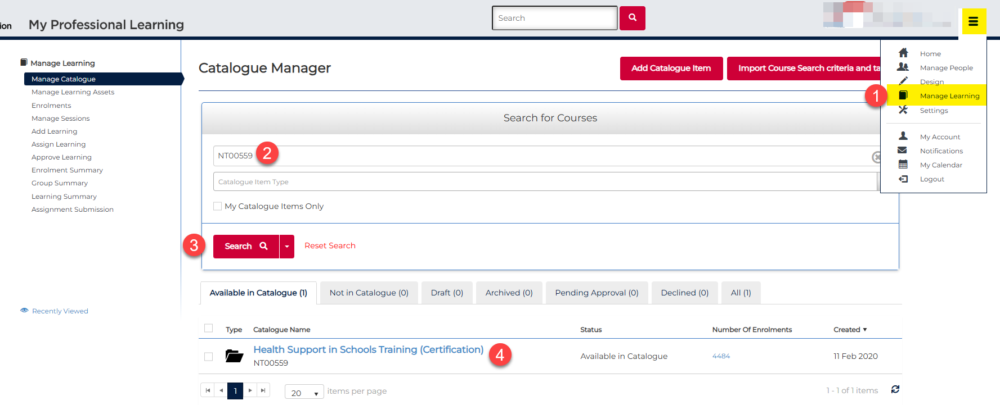 ion
My Professional Learning
Search
Home
Manage People
Design
1
Manage Learning
Settings
My Account
Notifications
My Calendar
Logout
Manage Learning
Manage Catalogue
Manage Learning Assets
Enrolments
Manage Sessions
Add Learning
Assign Learning
Approve Learning
Enrolment Summary
Group Summary
Learning Summary
Assignment Submission
Recently Viewed
Catalogue Manager
Add Catalogue Item
Import Course Search criteria and ta
Search for Courses
NT00559
2
Catalogue Item Type
My Catalogue Items Only
3
Search
Reset Search
Available in Catalogue (1)
Not in Catalogue (0)
Draft (0)
Archived (0)
Pending Approval (0)
Declined (0)
All (1)
Type
Catalogue Name
Status
Number Of Enrolments
Created
Health Support in Schools Training (Certification)
4
NT00559
Available in Catalogue
4484
11 Feb 2020
1
20
items per page
1 - 1 of 1 items